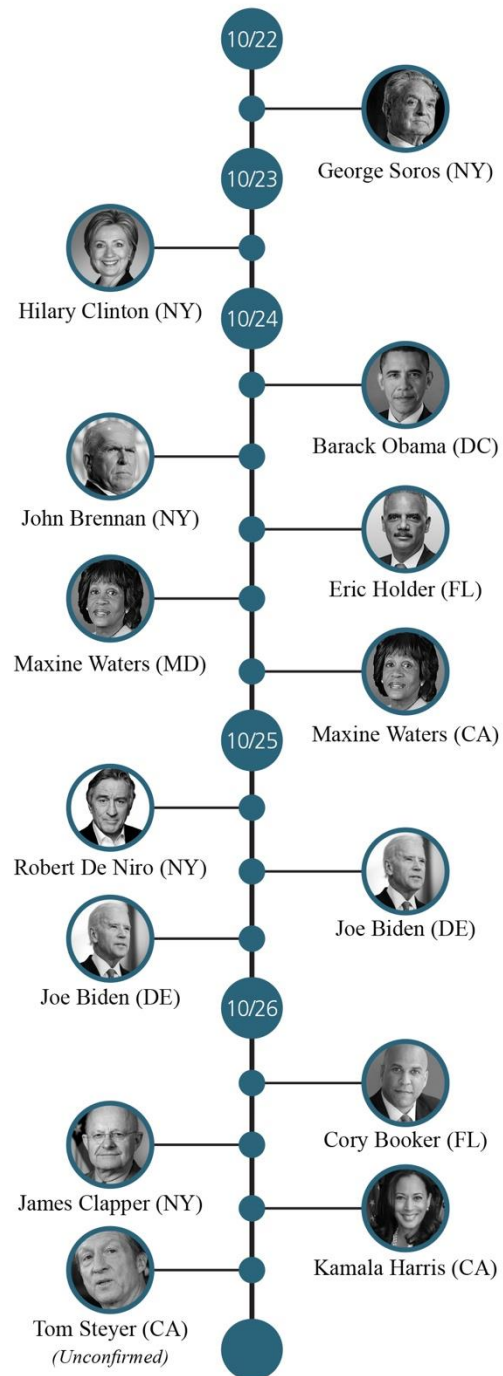 10/22
George Soros (NY)
10/23
Hilary Clinton (NY)
10/24
Barack Obama (DC)
John Brennan (NY)
Eric Holder (FL)
Maxine Waters (MD)
Maxine Waters (CA)
10/25
Robert De Niro (NY)
Joe Biden (DE)
Joe Biden (DE)
10/26
Cory Booker (FL)
James Clapper (NY)
Kamala Harris (CA)
Tom Steyer (CA)
(Unconfirmed)